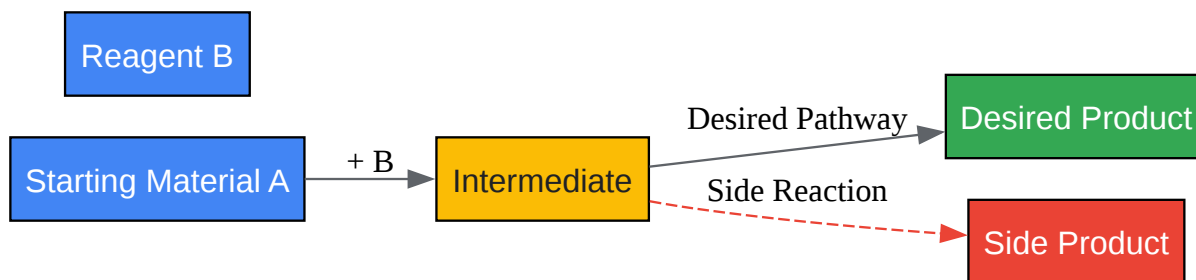 Reagent B
Starting Material A
+ B
Intermediate
Desired Pathway
Side Reaction
Desired Product
Side Product